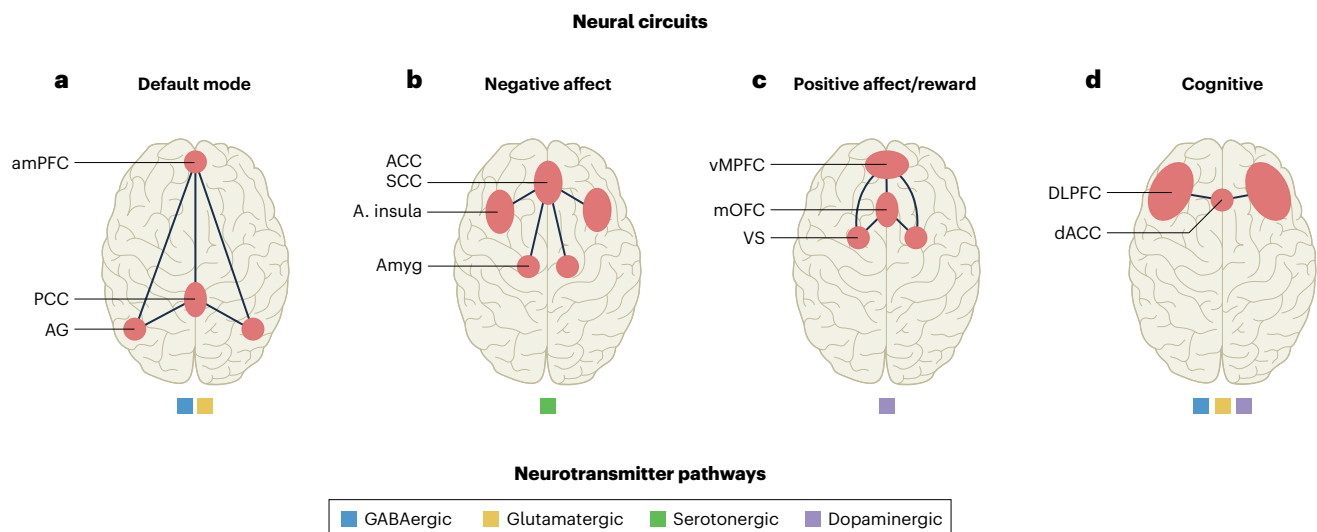 Neural circuits
a Default mode
amPFC
PCC
AG
b Negative affect
ACC
SCC
A. insula
Amyg
c Positive affect/reward
vMPFC
mOFC
VS
d Cognitive
DLPFC
dACC
Neurotransmitter pathways
GABAergic Glutamatergic Serotonergic Dopaminergic